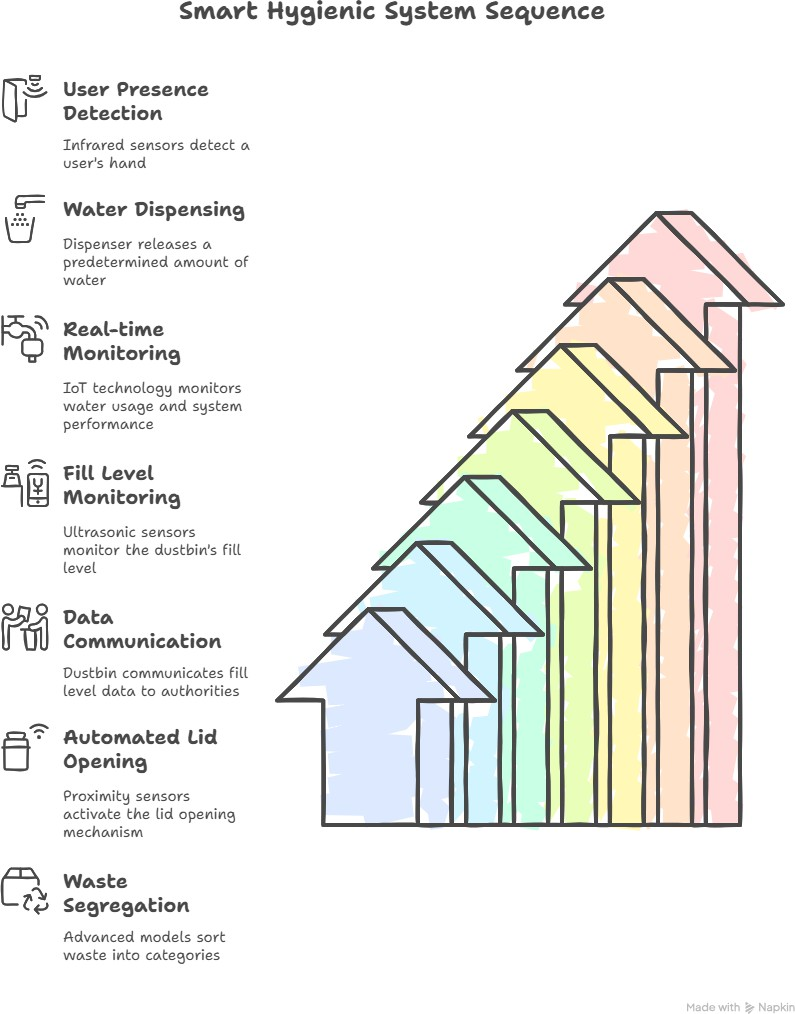 Smart Hygienic System Sequence
User Presence
Detection
Infrared sensors detect a
user's hand
Water Dispensing
Dispenser releases a
predetermined amount of
water
Real-time
Monitoring
IoT technology monitors
water usage and system
performance
Fill Level
Monitoring
Ultrasonic sensors
monitor the dustbin's fill
level
Data
Communication
Dustbin communicates fill
level data to authorities
Automated Lid
Opening
Proximity sensors
activate the lid opening
mechanism
Waste
Segregation
Advanced models sort
waste into categories
Made with Napkin